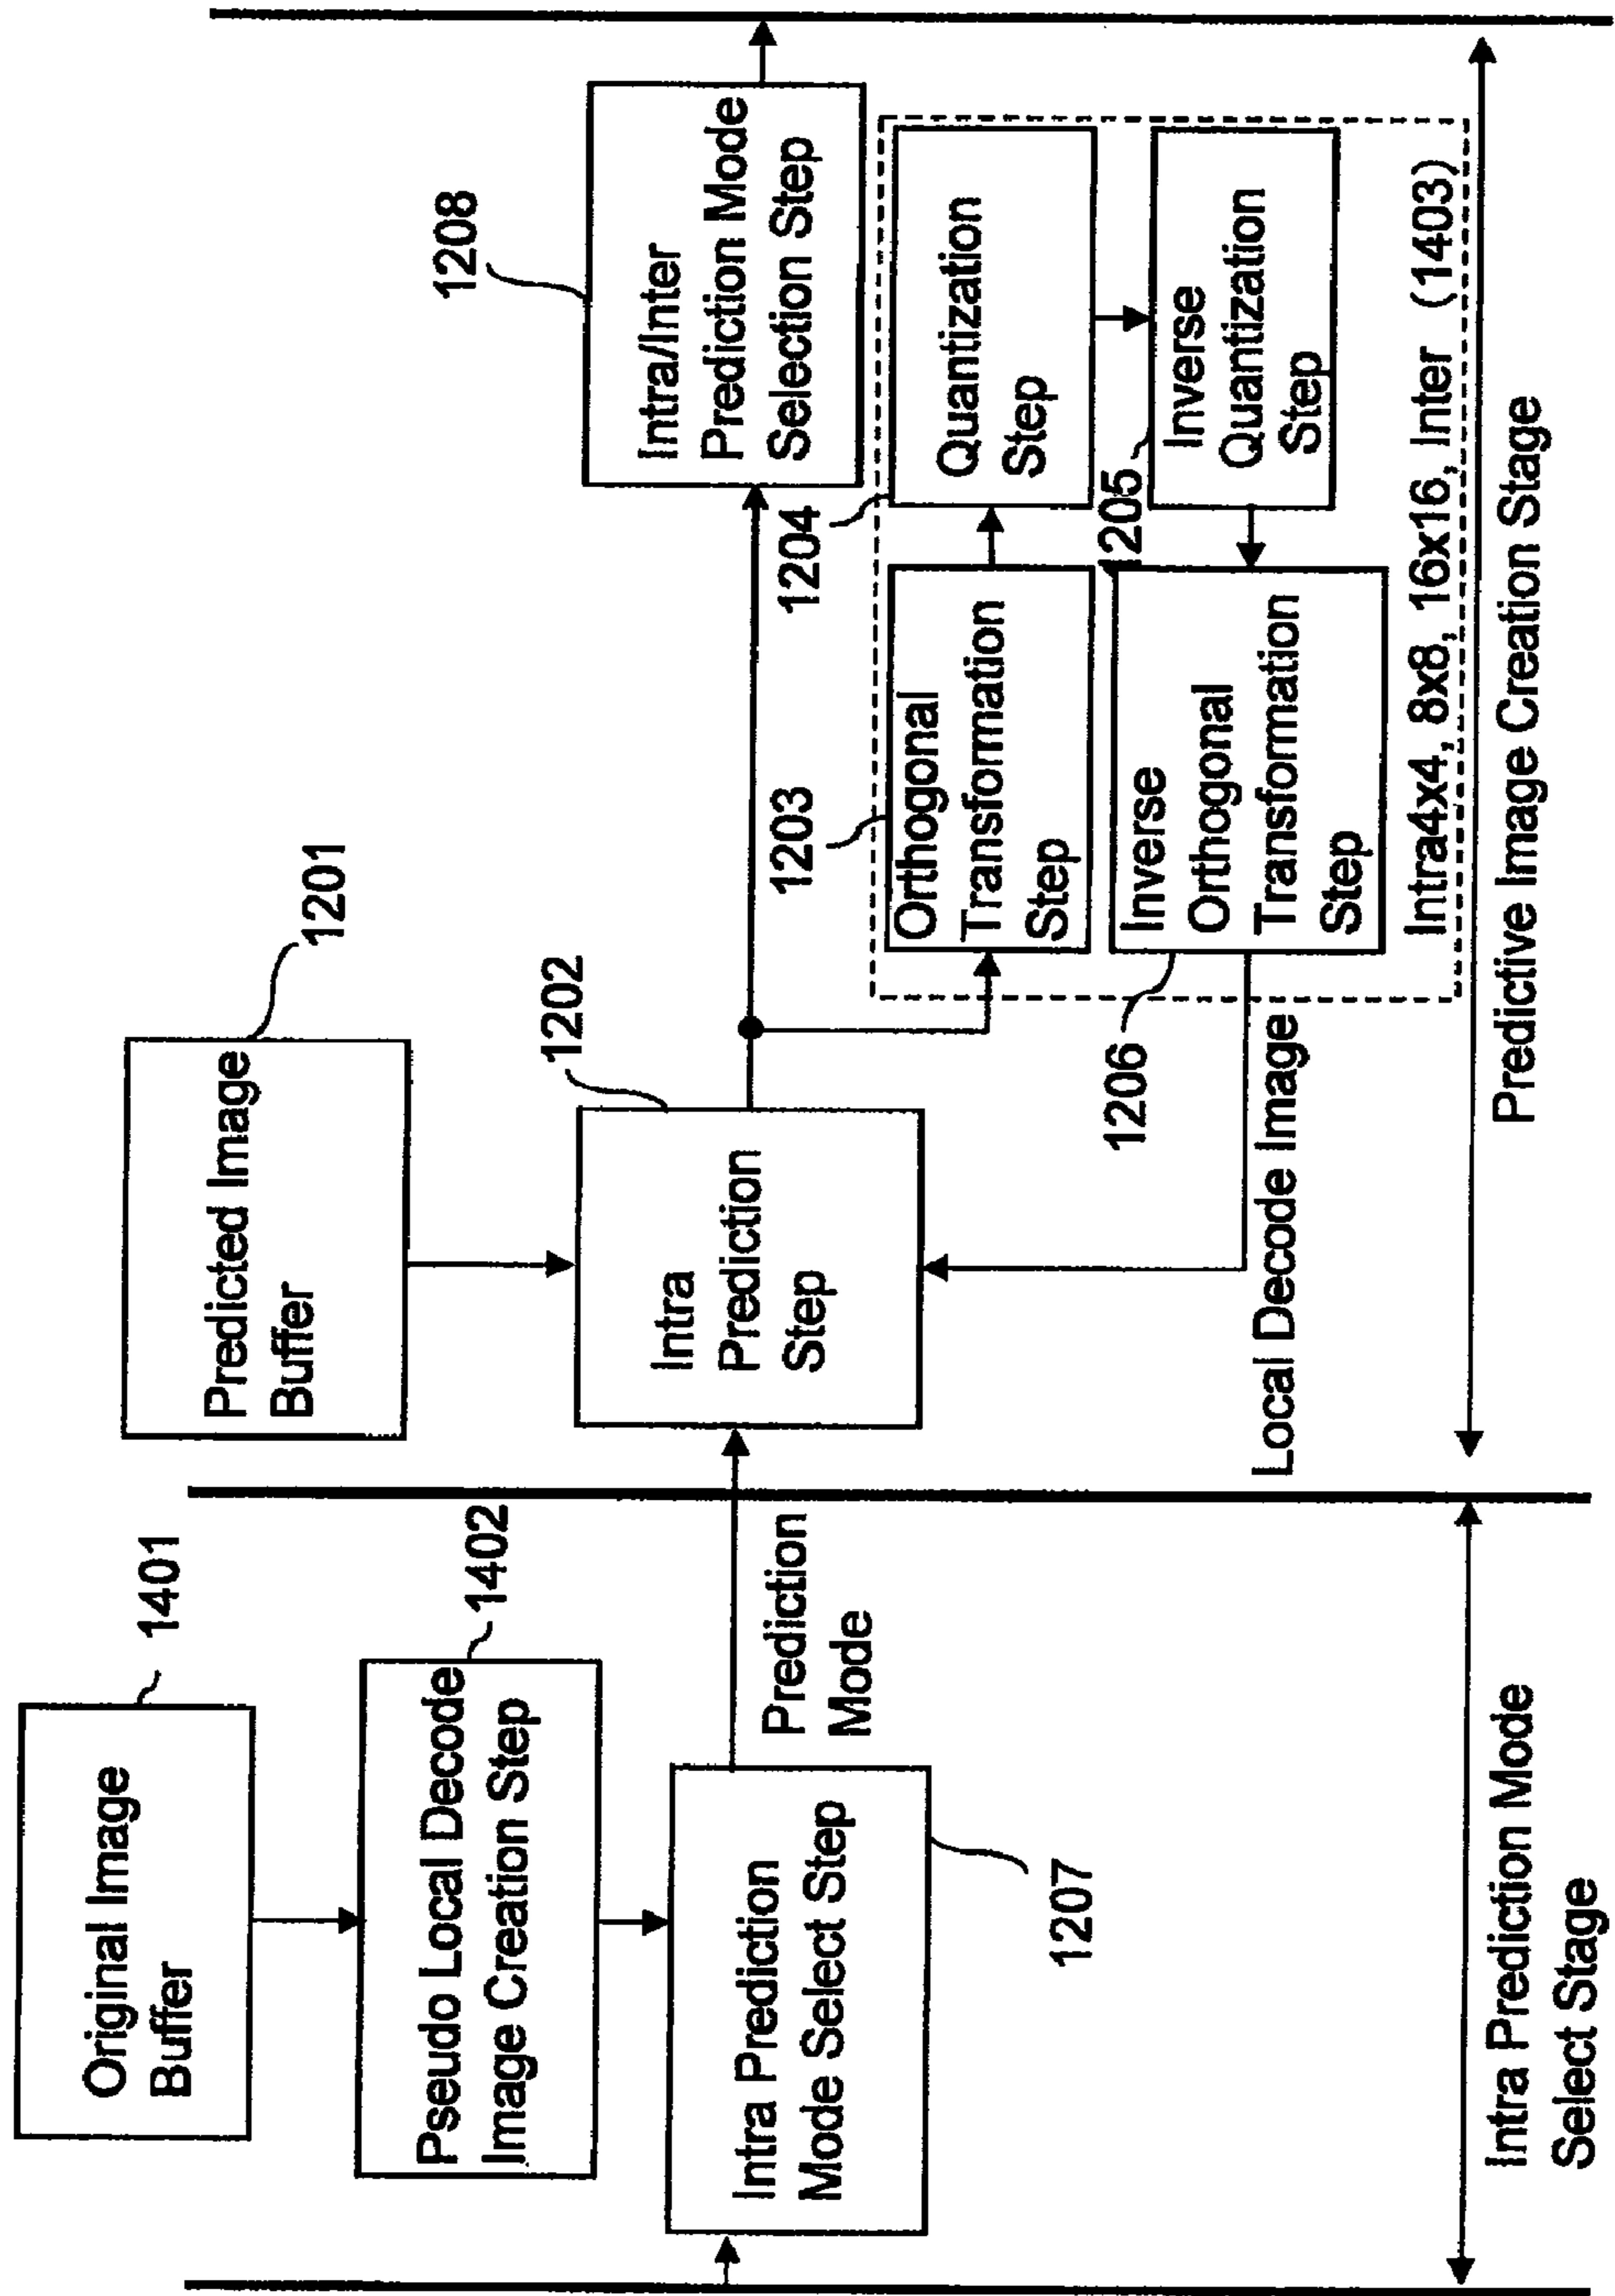 1401
Original Image
Buffer
1402
Pseudo Local Decode
Image Creation Step
Intra Prediction
Mode Select Step
1207
Prediction
Mode
Intra Prediction Mode
Select Stage
Predicted Image
Buffer
1201
1202
Intra
Prediction
Step
1208
Intra/Inter
Prediction Mode
Selection Step
1203
Orthogonal
Transformation
Step
1204
Quantization
Step
1205
Inverse
Quantization
Step
1206
Inverse
Orthogonal
Transformation
Step
Intra4x4, 8x8, 16x16, Inter (1403)
Local Decode Image
Predictive Image Creation Stage